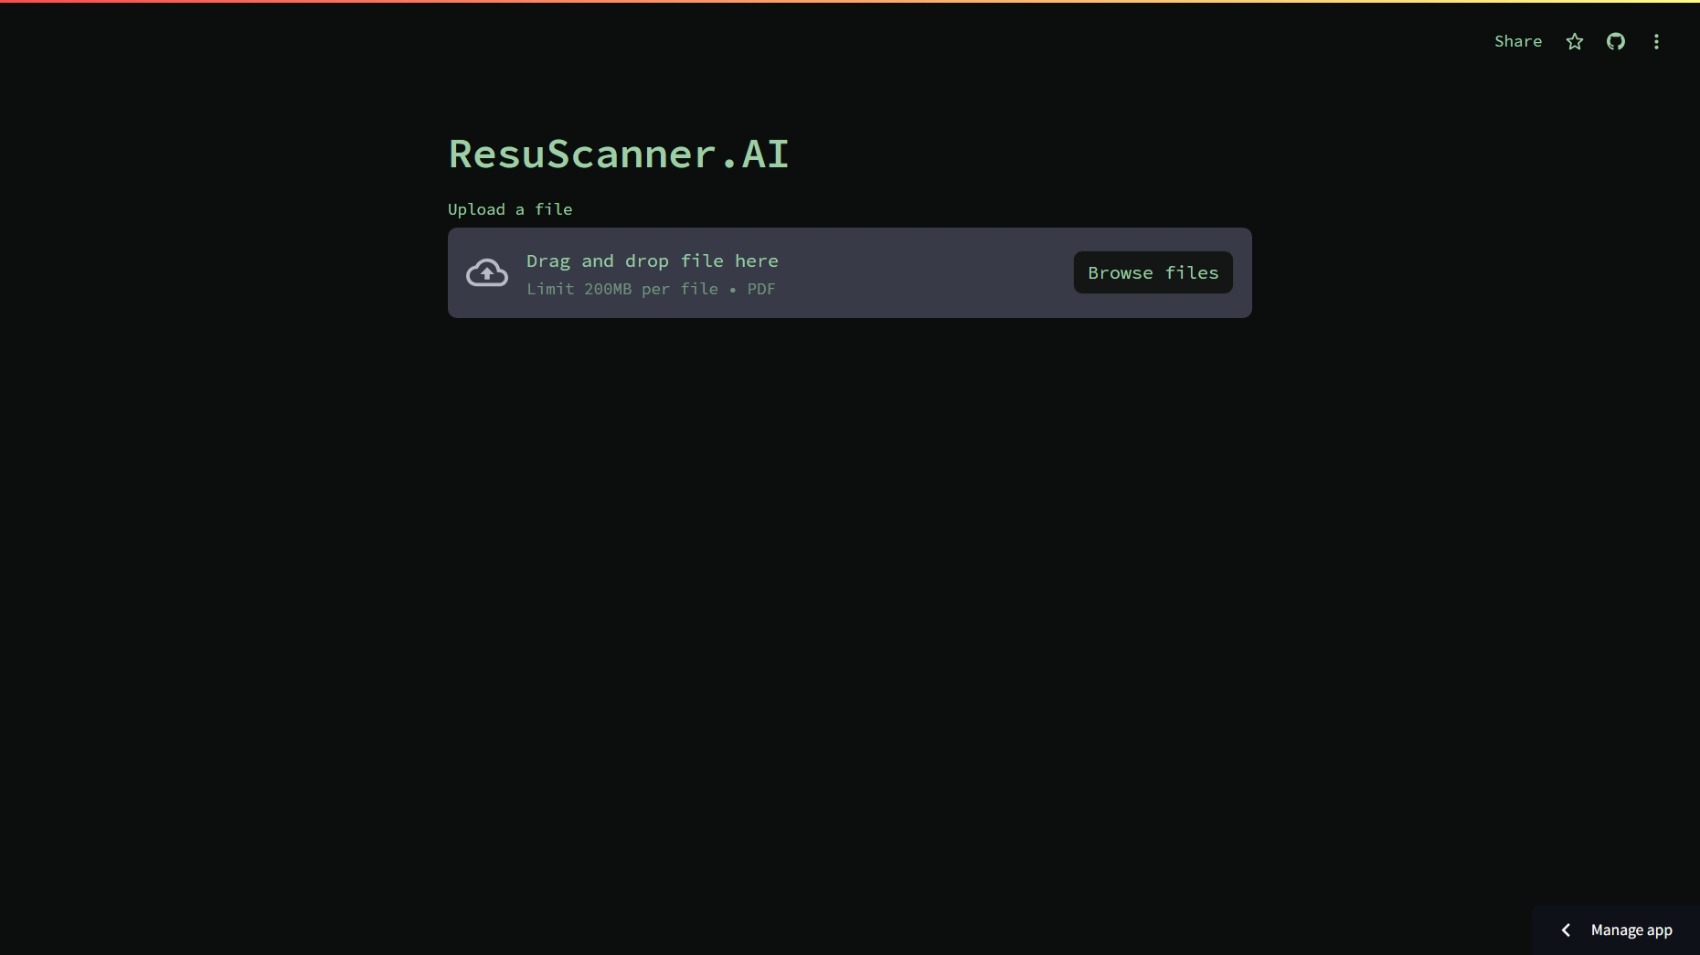 Share
ResuScanner.AI
Upload a file
Drag and drop file here
Limit 200MB per file • PDF
Browse files
Manage app